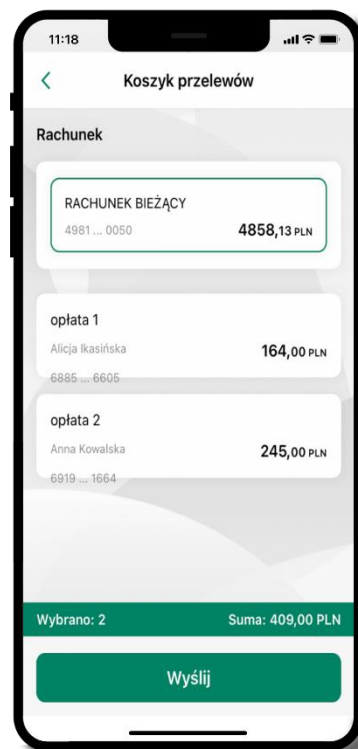 11:18
Koszyk przelewów
Rachunek
RACHUNEK BIEŻĄCY
4981 ... 0050 4858,13 PLN
opłata 1
Alicja Ikasińska 164,00 PLN
6885 ... 6605
opłata 2
Anna Kowalska 245,00 PLN
6919 ... 1664
Wybrano: 2 Suma: 409,00 PLN
Wyślij